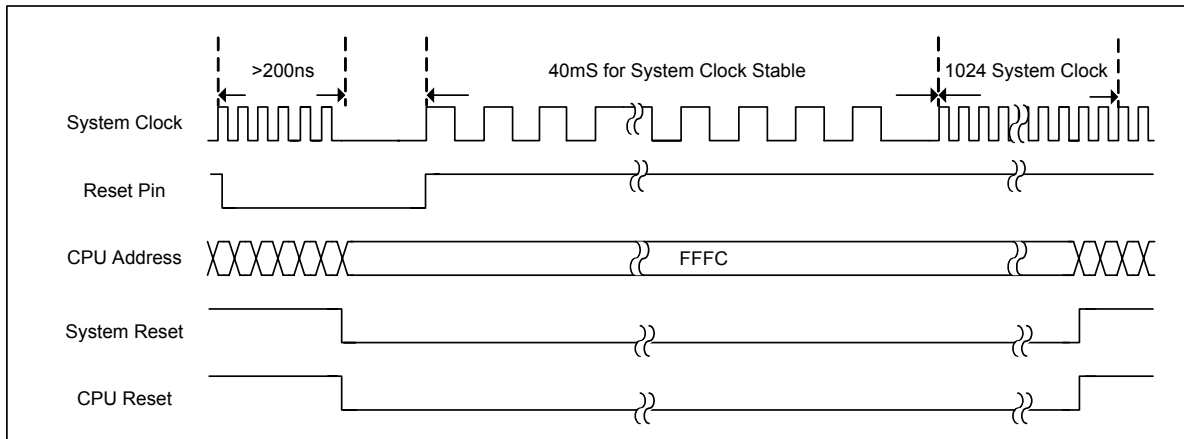 >200ns
40mS for System Clock Stable
1024 System Clock
System Clock
Reset Pin
CPU Address
FFFC
System Reset
CPU Reset